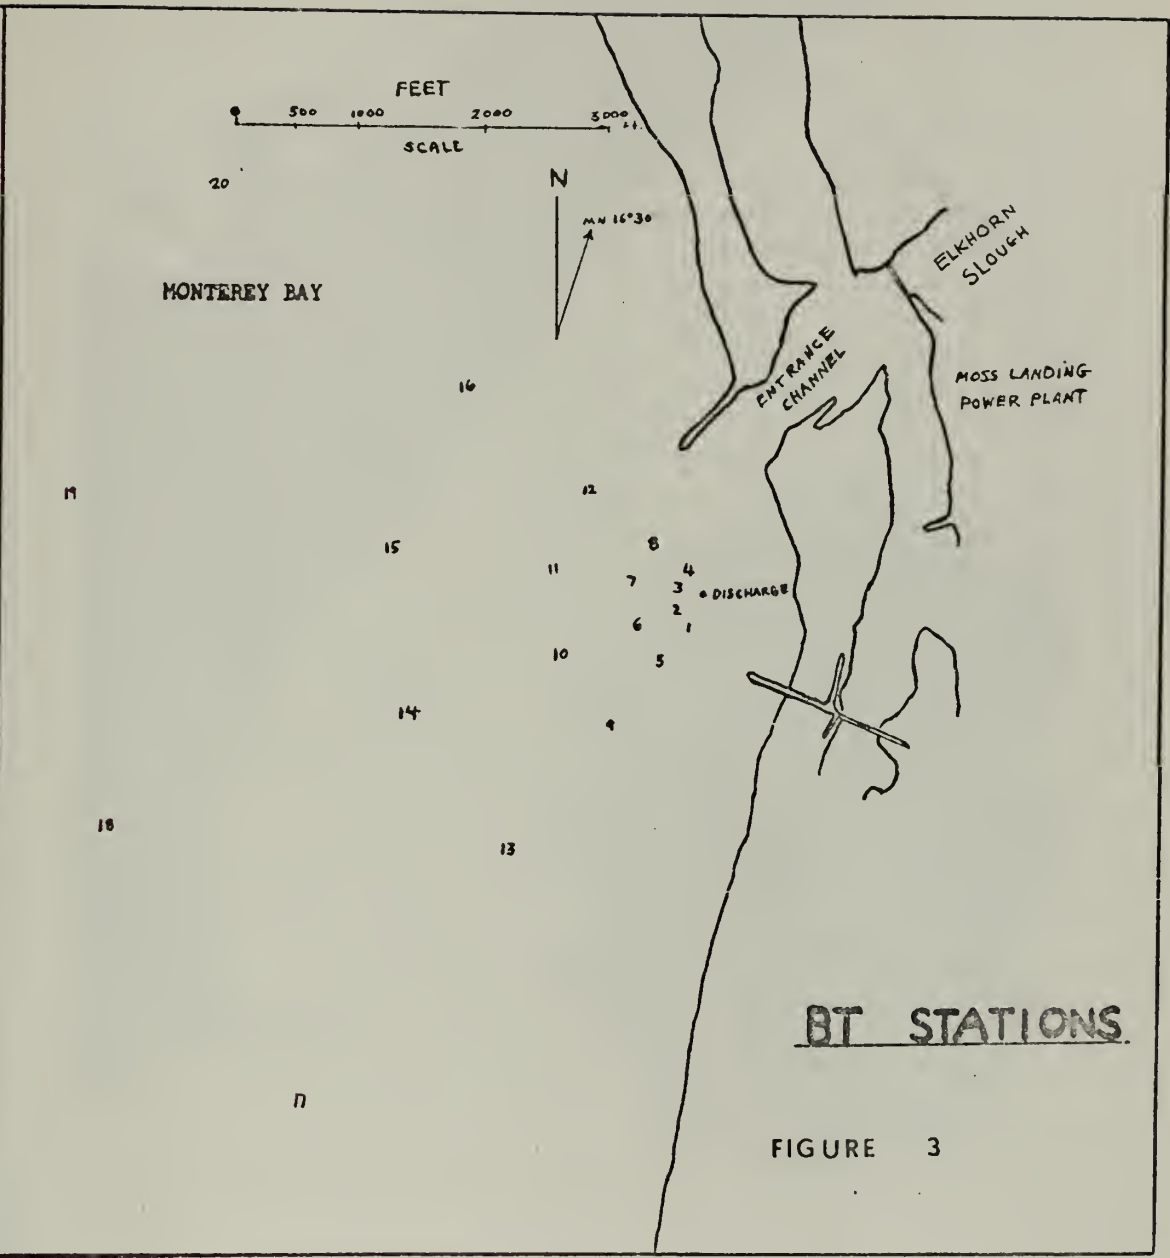 FEET
500 1000 2000 3000 ft.
SCALE
20
N
MN 16°30
MONTEREY BAY
ELKHORN
SLOUGH
ENTRANCE
CHANNEL
MOSS LANDING
POWER PLANT
16
19
12
15
8
11
4
7
3
DISCHARGE
2
6
1
10
5
14
9
18
13
17
BT STATIONS
FIGURE 3